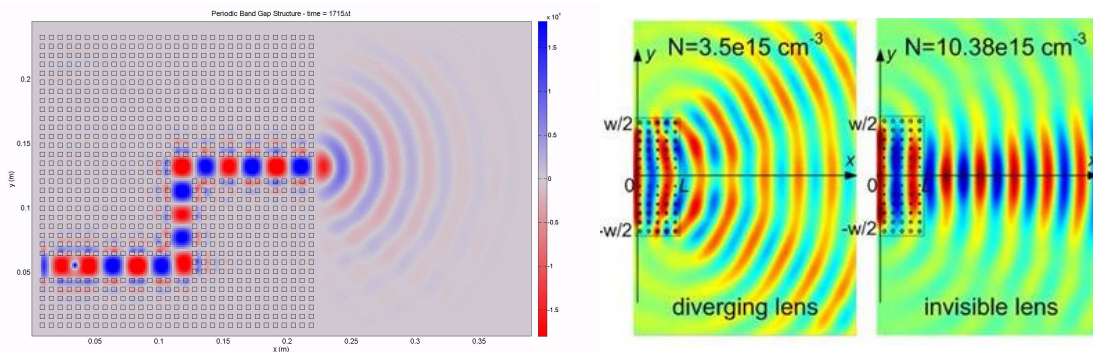 Periodic Band Gap Structure - time = 1715Δt
y (m)
0.2
0.15
0.1
0.05
0.05
0.1
0.15
0.2
0.25
0.3
0.35
x (m)
1.5
1
0.5
0
-0.5
-1
-1.5
N=3.5e15 cm-3
y
w/2
0
L
x
-w/2
diverging lens
N=10.38e15 cm-3
y
w/2
0
L
x
-w/2
invisible lens